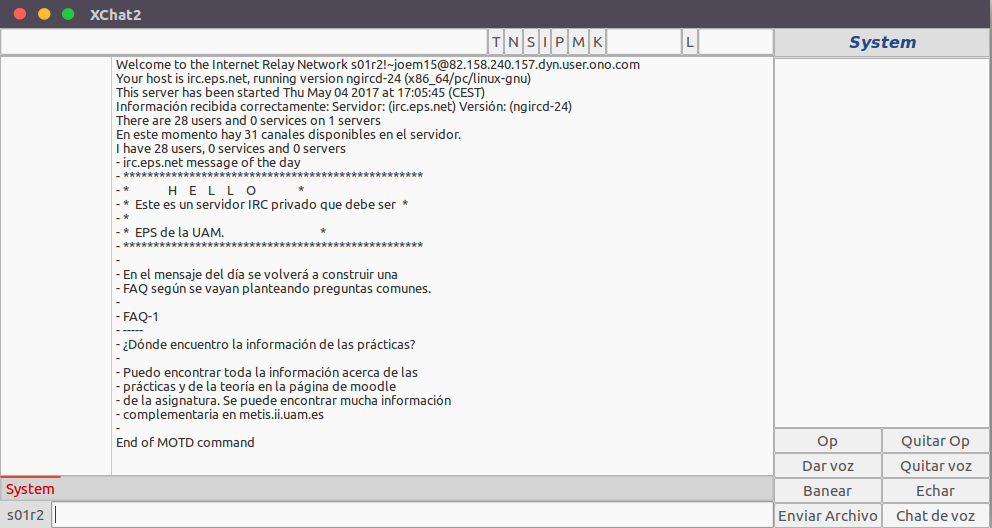 XChat2
T N S I P M K L
System
Welcome to the Internet Relay Network s01r2!~joem15@82.158.240.157.dyn.user.ono.com
Your host is irc.eps.net, running version ngircd-24 (x86_64/pc/linux-gnu)
This server has been started Thu May 04 2017 at 17:05:45 (CEST)
Información recibida correctamente: Servidor: (irc.eps.net) Versión: (ngircd-24)
There are 28 users and 0 services on 1 servers
En este momento hay 31 canales disponibles en el servidor.
I have 28 users, 0 services and 0 servers
- irc.eps.net message of the day
- **************************************************
- * H E L L O *
- * Este es un servidor IRC privado que debe ser *
- *
- * EPS de la UAM. *
- **************************************************
-
- En el mensaje del día se volverá a construir una
- FAQ según se vayan planteando preguntas comunes.
-
- FAQ-1
- -----
- ¿Dónde encuentro la información de las prácticas?
-
- Puedo encontrar toda la información acerca de las
- prácticas y de la teoría en la página de moodle
- de la asignatura. Se puede encontrar mucha información
- complementaria en metis.ii.uam.es
-
End of MOTD command
System
s01r2
Op Quitar Op
Dar voz Quitar voz
Banear Echar
Enviar Archivo Chat de voz